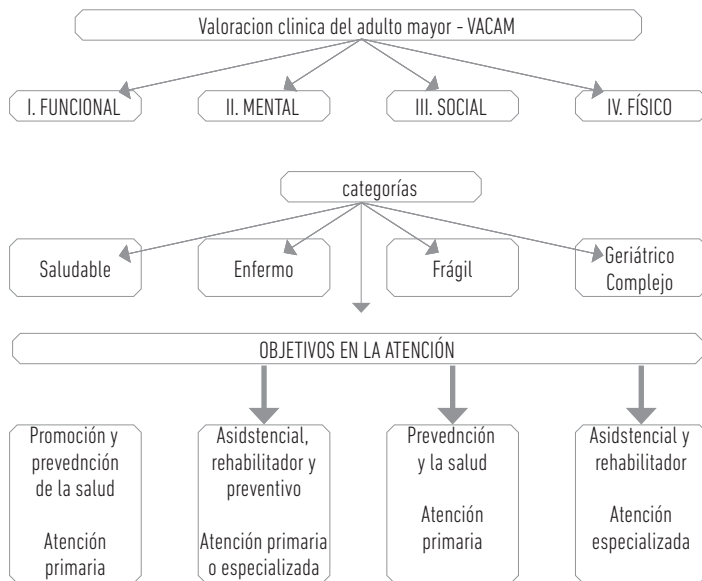 Valoracion clinica del adulto mayor - VACAM
I. FUNCIONAL
II. MENTAL
III. SOCIAL
IV. FÍSICO
categorías
Saludable
Enfermo
Frágil
Geriátrico
Complejo
OBJETIVOS EN LA ATENCIÓN
Promoción y
prevednción
de la salud
Atención
primaria
Asidstencial,
rehabilitador y
preventivo
Atención primaria
o especializada
Prevednción
y la salud
Atención
primaria
Asidstencial y
rehabilitador
Atención
especializada